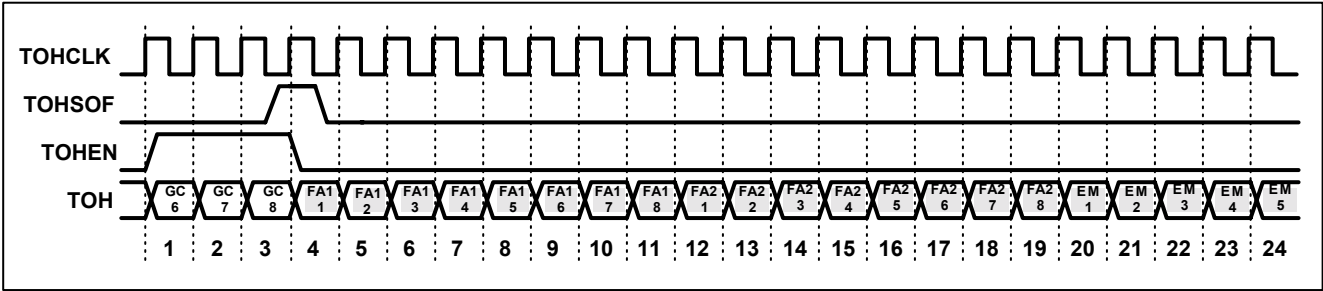 TOHCLK
TOHSOF
TOHEN
TOH
GC 6 GC 7 GC 8 FA1 1 FA1 2 FA1 3 FA1 4 FA1 5 FA1 6 FA1 7 FA1 8 FA2 1 FA2 2 FA2 3 FA2 4 FA2 5 FA2 6 FA2 7 FA2 8 EM 1 EM 2 EM 3 EM 4 EM 5
1 2 3 4 5 6 7 8 9 10 11 12 13 14 15 16 17 18 19 20 21 22 23 24